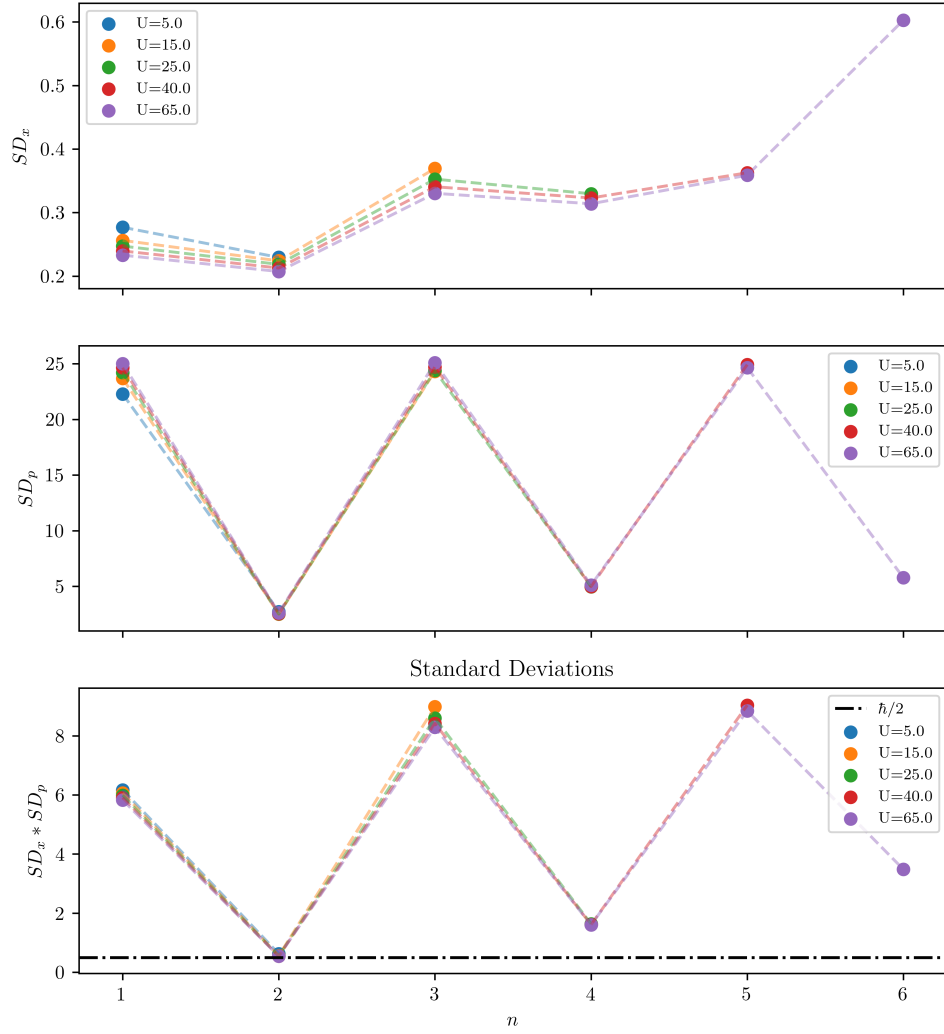 0.6
0.5
0.4
0.3
0.2
SD_x
U=5.0
U=15.0
U=25.0
U=40.0
U=65.0
25
20
15
10
5
SD_p
U=5.0
U=15.0
U=25.0
U=40.0
U=65.0
Standard Deviations
8
6
4
2
0
SD_x * SD_p
ħ/2
U=5.0
U=15.0
U=25.0
U=40.0
U=65.0
1 2 3 4 5 6
n